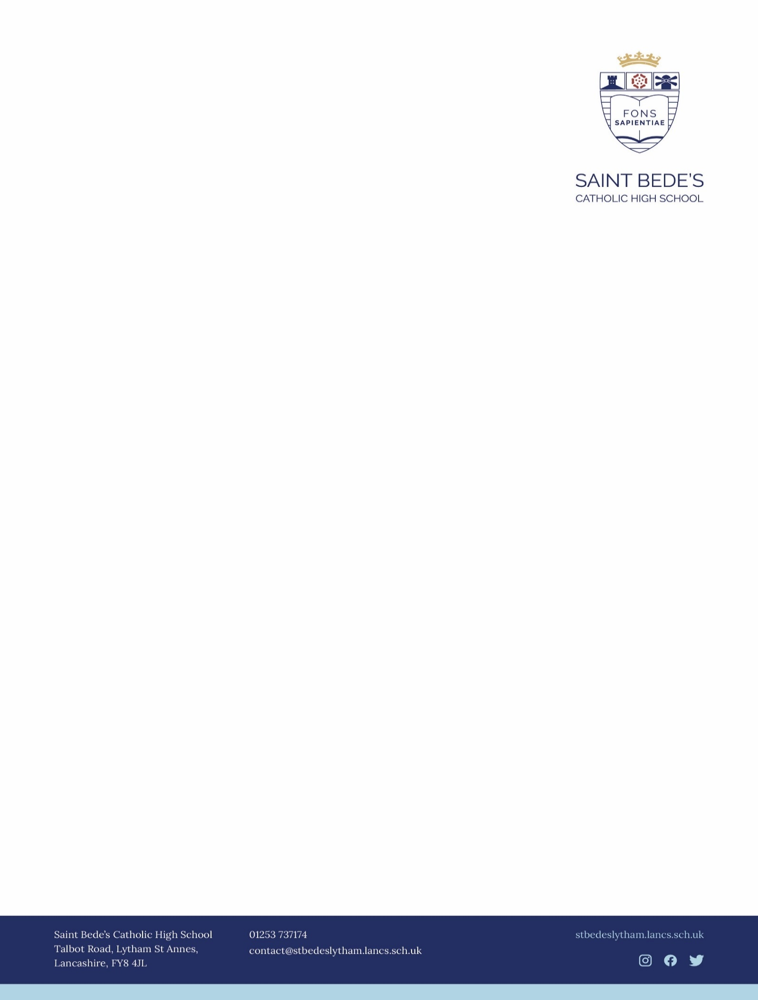 FONS
SAPIENTIAE
SAINT BEDE'S
CATHOLIC HIGH SCHOOL
Saint Bede’s Catholic High School
Talbot Road, Lytham St Annes,
Lancashire, FY8 4JL
01253 737174
contact@stbedeslytham.lancs.sch.uk
stbedeslytham.lancs.sch.uk